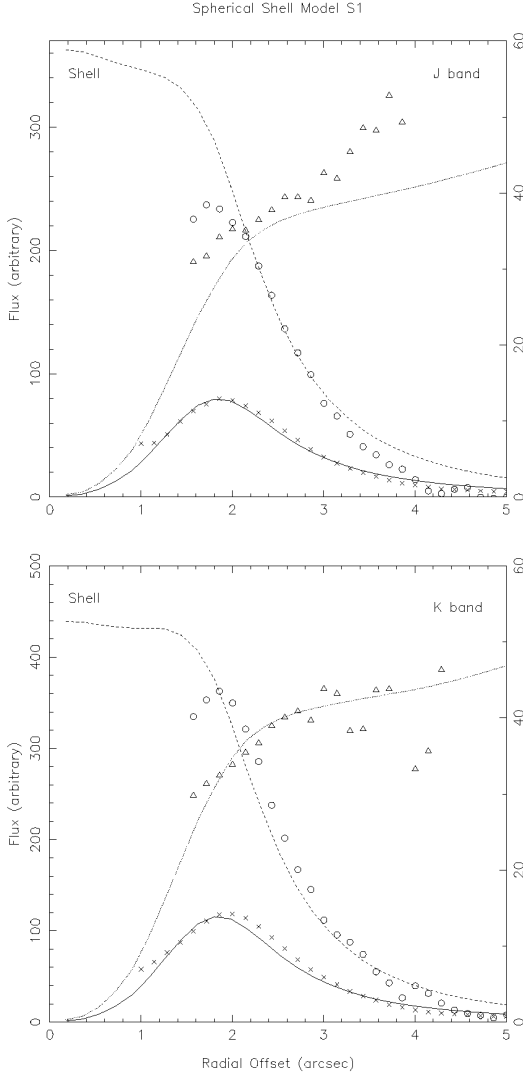 Spherical Shell Model S1
Shell
J band
Flux (arbitrary)
0
100
200
300
0
20
40
60
0 1 2 3 4 5
Shell
K band
Flux (arbitrary)
0
100
200
300
400
500
0
20
40
60
0 1 2 3 4 5
Radial Offset (arcsec)